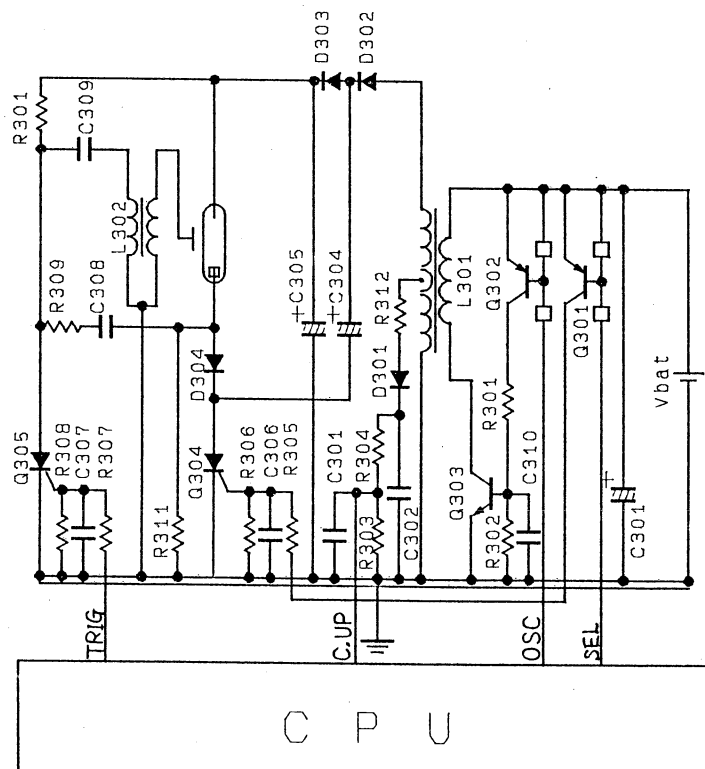 D303
D302
R301
C309
L302
R309
C308
+C305
+C304
R312
L301
Q302
Q301
D304
D301
R301
C310
Vbat
Q305
R308
C307
R307
Q304
R306
C306
R305
C301
R304
Q303
R311
R303
C302
R302
+
C301
TRIG
C.UP
OSC
SEL
CPU